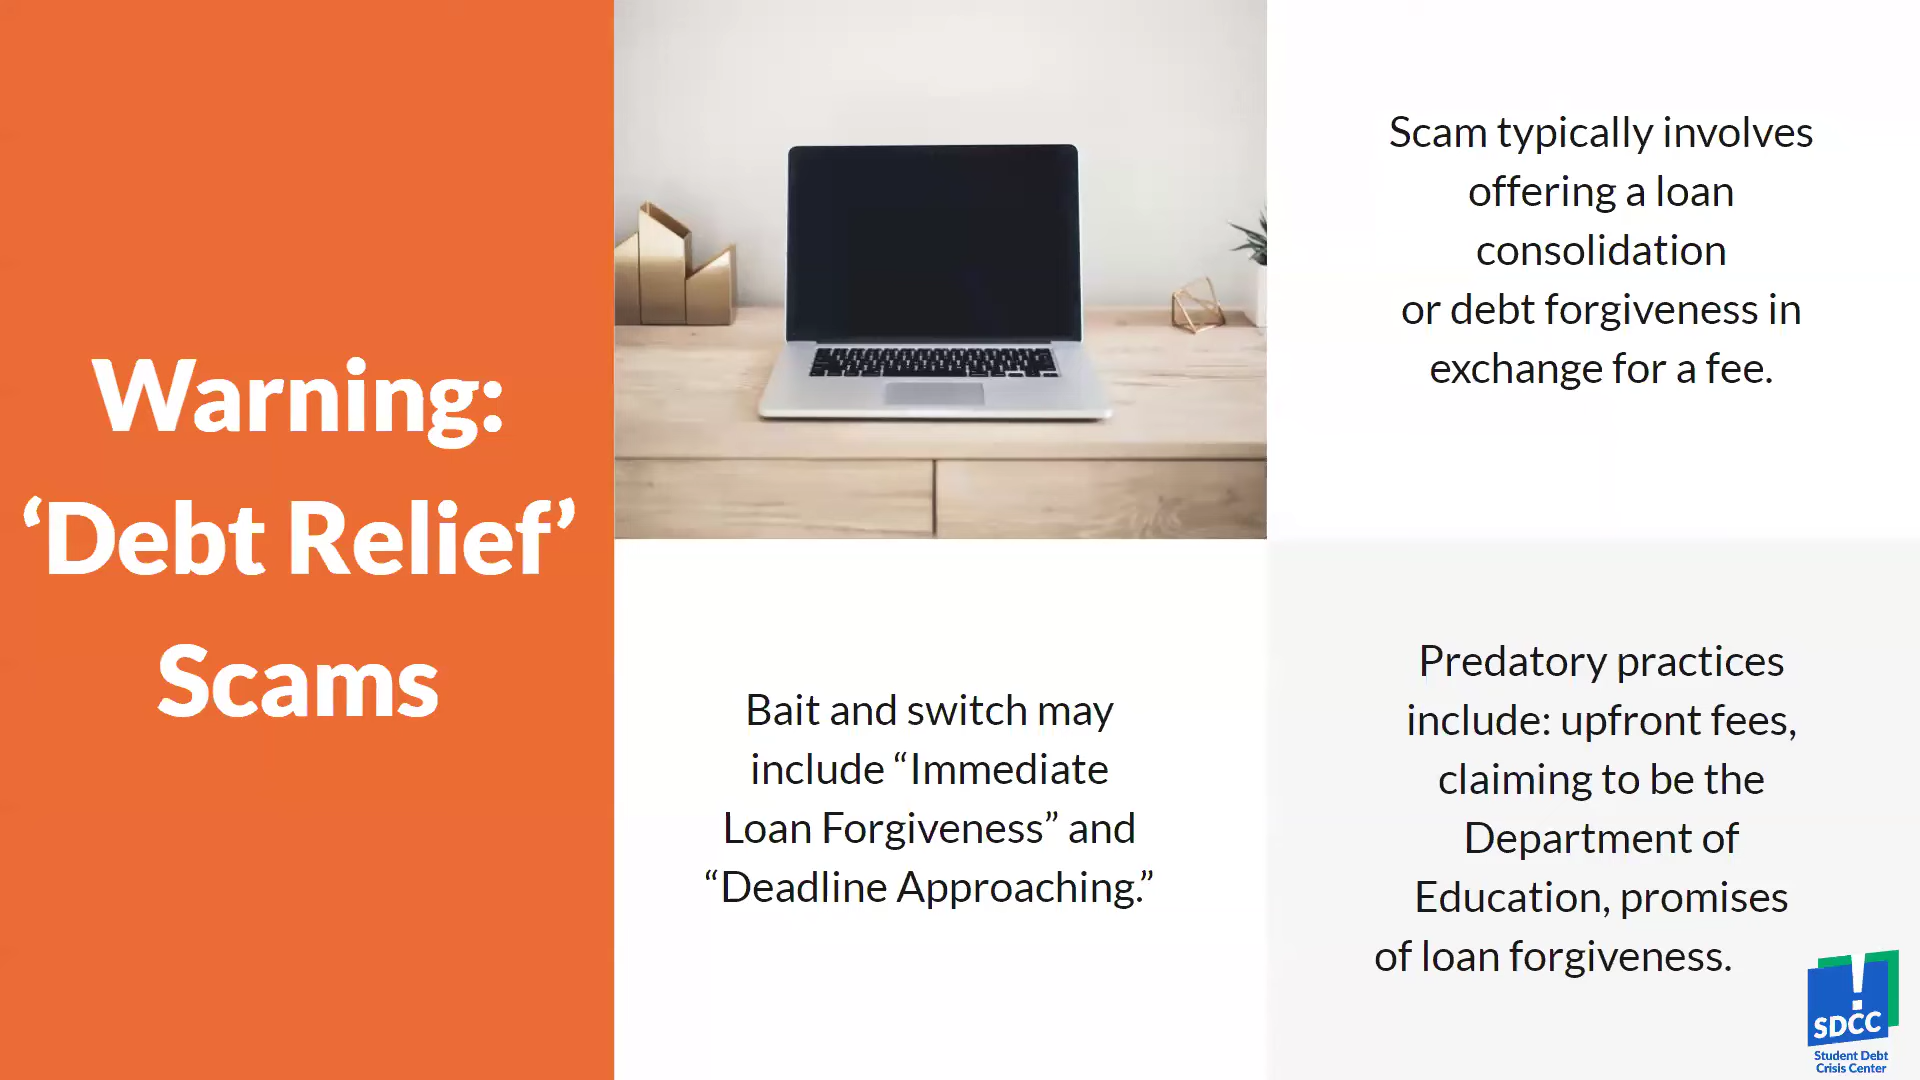 Warning:
‘Debt Relief’
Scams
Scam typically involves
offering a loan
consolidation
or debt forgiveness in
exchange for a fee.
Bait and switch may
include “Immediate
Loan Forgiveness” and
“Deadline Approaching.”
Predatory practices
include: upfront fees,
claiming to be the
Department of
Education, promises
of loan forgiveness.
SDCC
Student Debt
Crisis Center